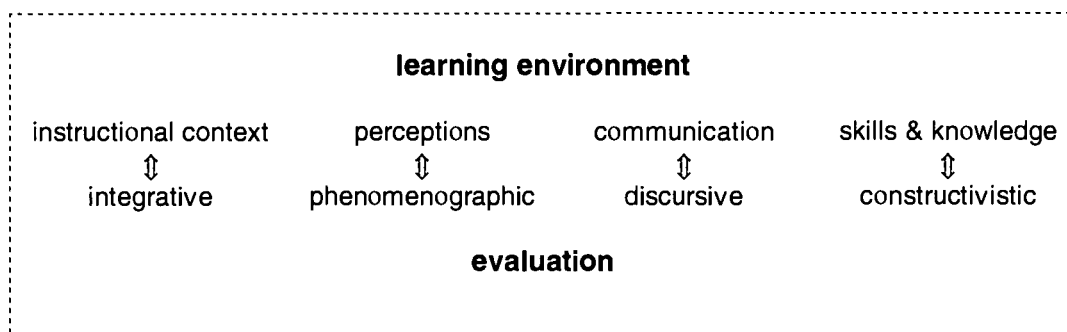 learning environment
instructional context perceptions communication skills & knowledge
⇕ ⇕ ⇕ ⇕
integrative phenomenographic discursive constructivistic
evaluation